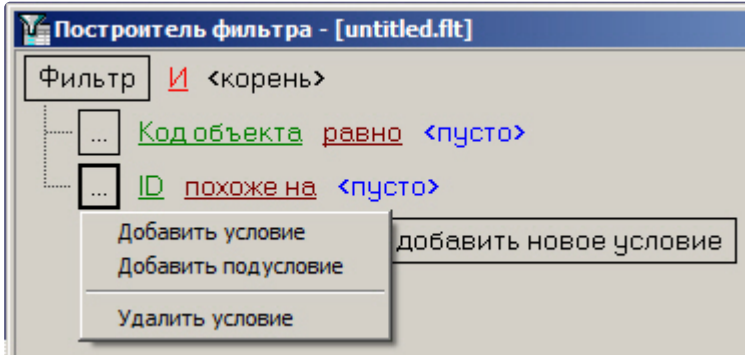 Построитель фильтра - [untitled.flt]
Фильтр И <корень>
... Код объекта равно <пусто>
... ID похоже на <пусто>
Добавить условие
добавить новое условие
Добавить подусловие
Удалить условие